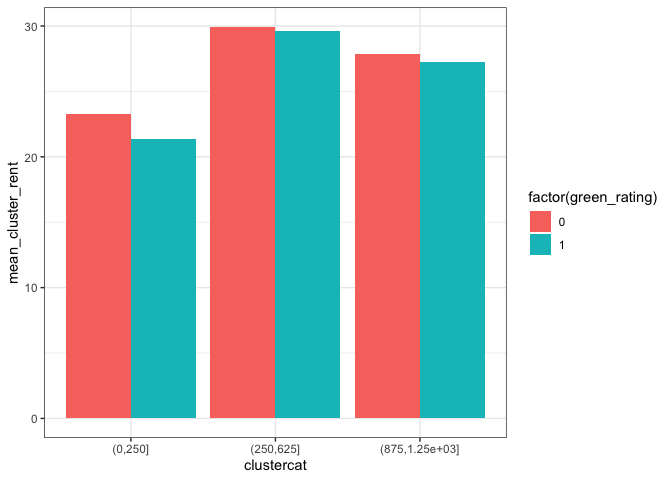 30
20
10
0
mean_cluster_rent
(0,250]
(250,625]
(875,1.25e+03]
clustercat
factor(green_rating)
0
1